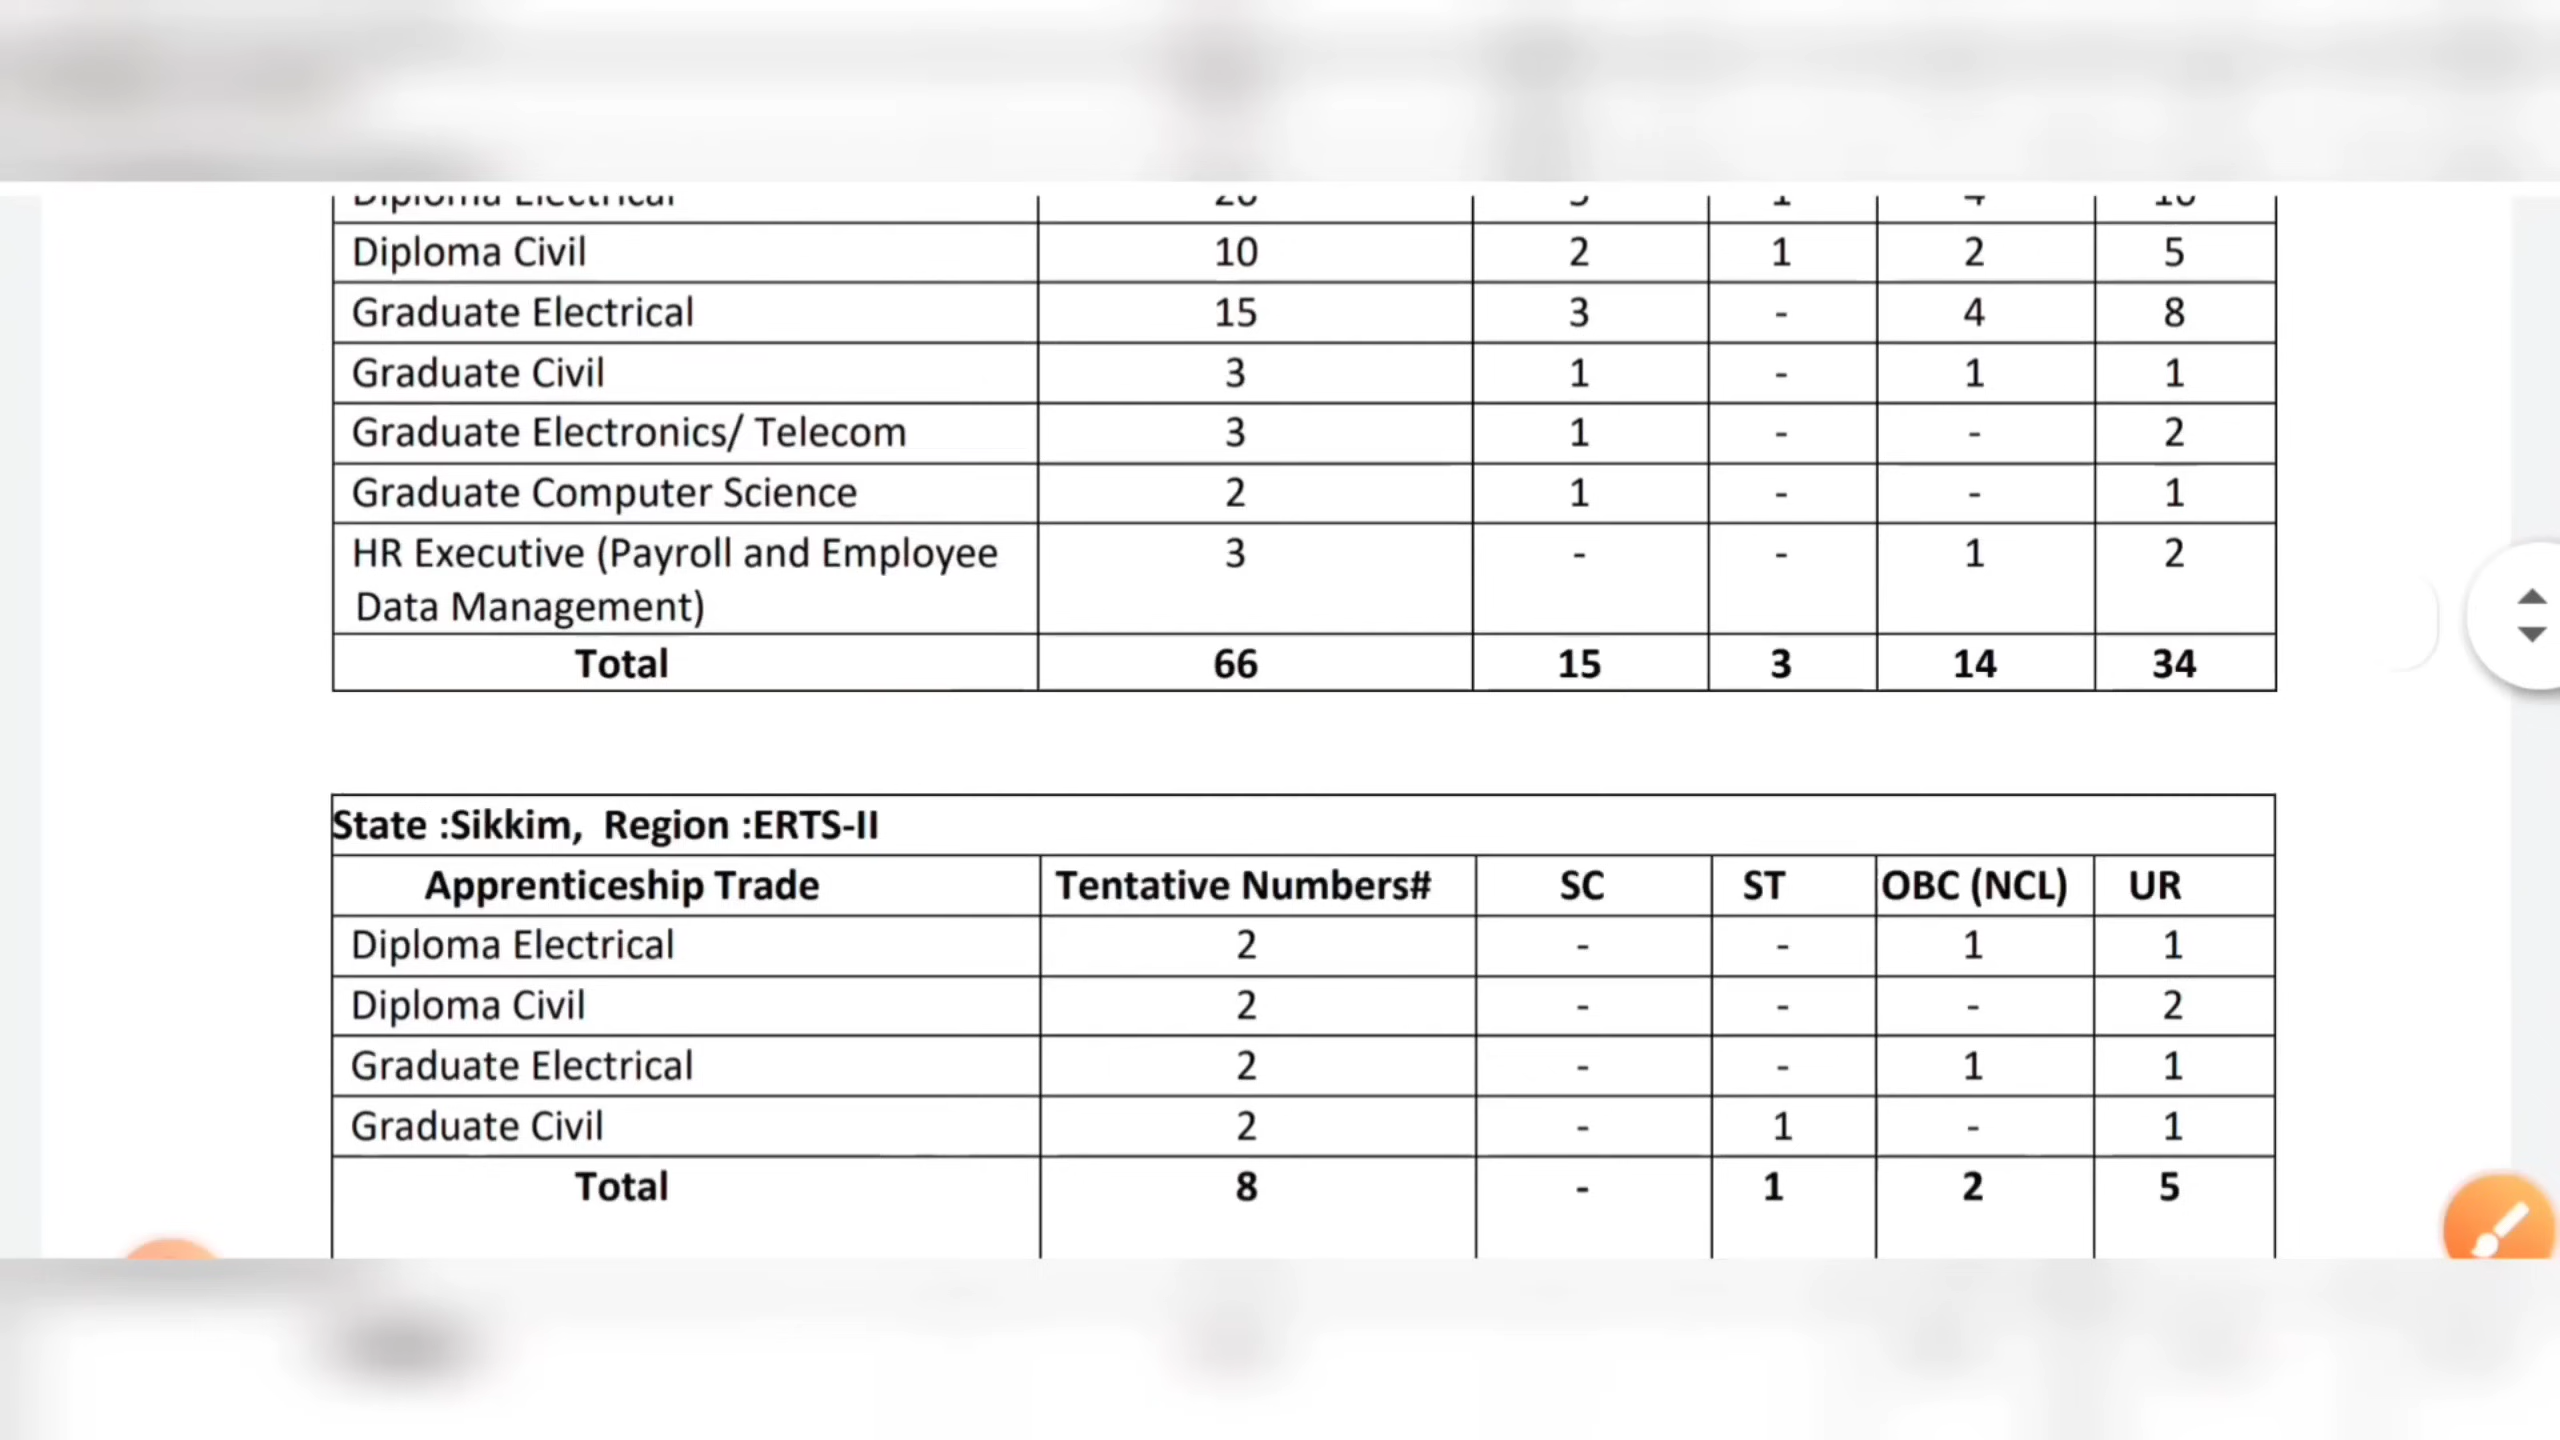 Diploma Electrical
Diploma Civil 10 2 1 2 5
Graduate Electrical 15 3 - 4 8
Graduate Civil 3 1 - 1 1
Graduate Electronics/ Telecom 3 1 - - 2
Graduate Computer Science 2 1 - - 1
HR Executive (Payroll and Employee 3 - - 1 2
Data Management)
Total 66 15 3 14 34
State :Sikkim, Region :ERTS-II
Apprenticeship Trade Tentative Numbers# SC ST OBC (NCL) UR
Diploma Electrical 2 - - 1 1
Diploma Civil 2 - - - 2
Graduate Electrical 2 - - 1 1
Graduate Civil 2 - 1 - 1
Total 8 - 1 2 5